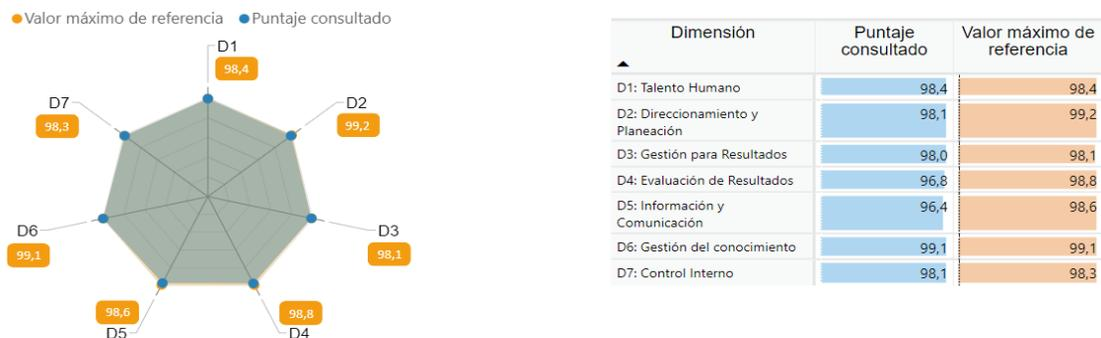 Valor máximo de referencia Puntaje consultado
D1
98,4
D7
98,3
D2
99,2
D6
99,1
D3
98,1
D5
98,6
D4
98,8
Dimensión Puntaje consultado Valor máximo de referencia
D1: Talento Humano 98,4 98,4
D2: Direccionamiento y Planeación 98,1 99,2
D3: Gestión para Resultados 98,0 98,1
D4: Evaluación de Resultados 96,8 98,8
D5: Información y Comunicación 96,4 98,6
D6: Gestión del conocimiento 99,1 99,1
D7: Control Interno 98,1 98,3